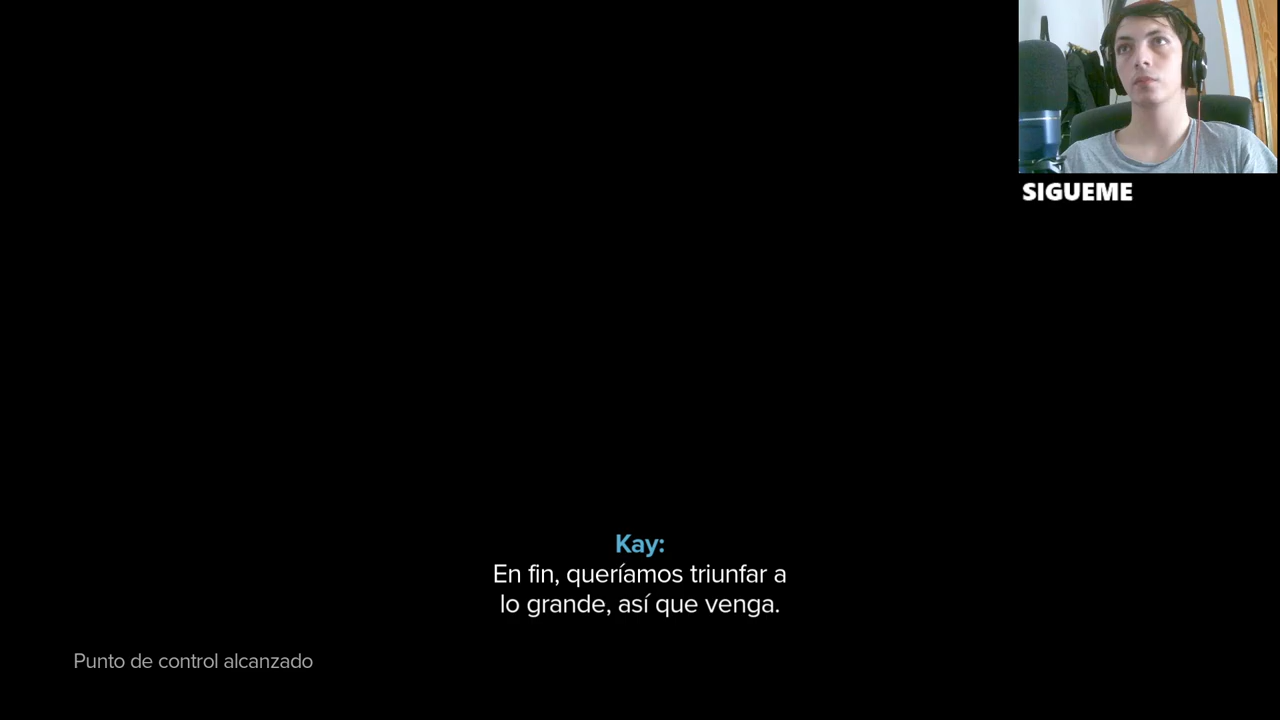 SIGUEME
Kay:
En fin, queríamos triunfar a
lo grande, así que venga.
Punto de control alcanzado